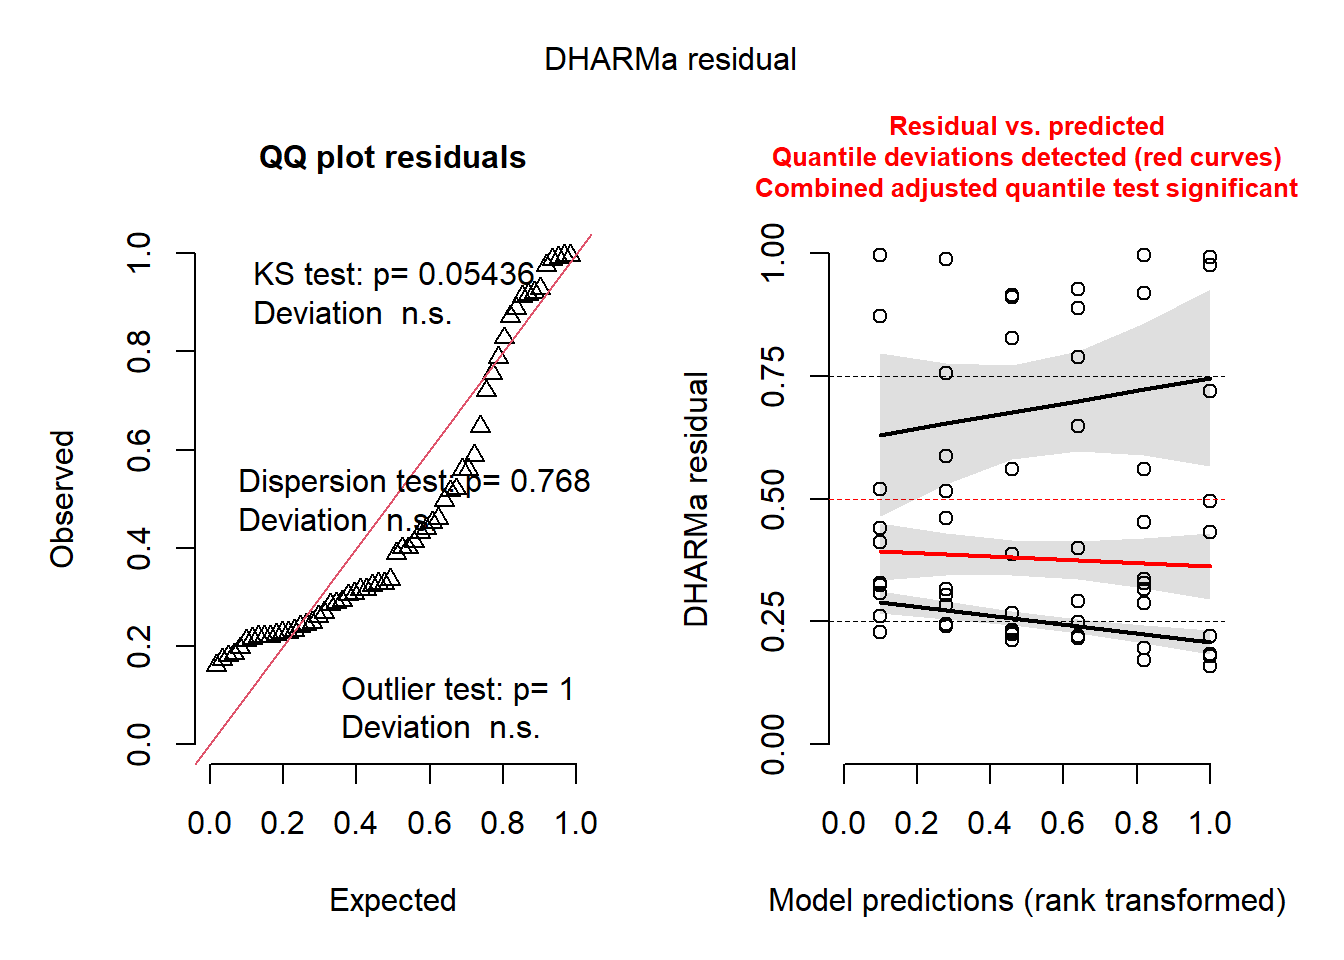 DHARMa residual
QQ plot residuals
KS test: p= 0.05436
Deviation  n.s.
Dispersion test: p= 0.768
Deviation  n.s.
Outlier test: p= 1
Deviation  n.s.
Observed
0.0 0.2 0.4 0.6 0.8 1.0
0.0 0.2 0.4 0.6 0.8 1.0
Expected
Residual vs. predicted
Quantile deviations detected (red curves)
Combined adjusted quantile test significant
DHARMa residual
0.00 0.25 0.50 0.75 1.00
0.0 0.2 0.4 0.6 0.8 1.0
Model predictions (rank transformed)